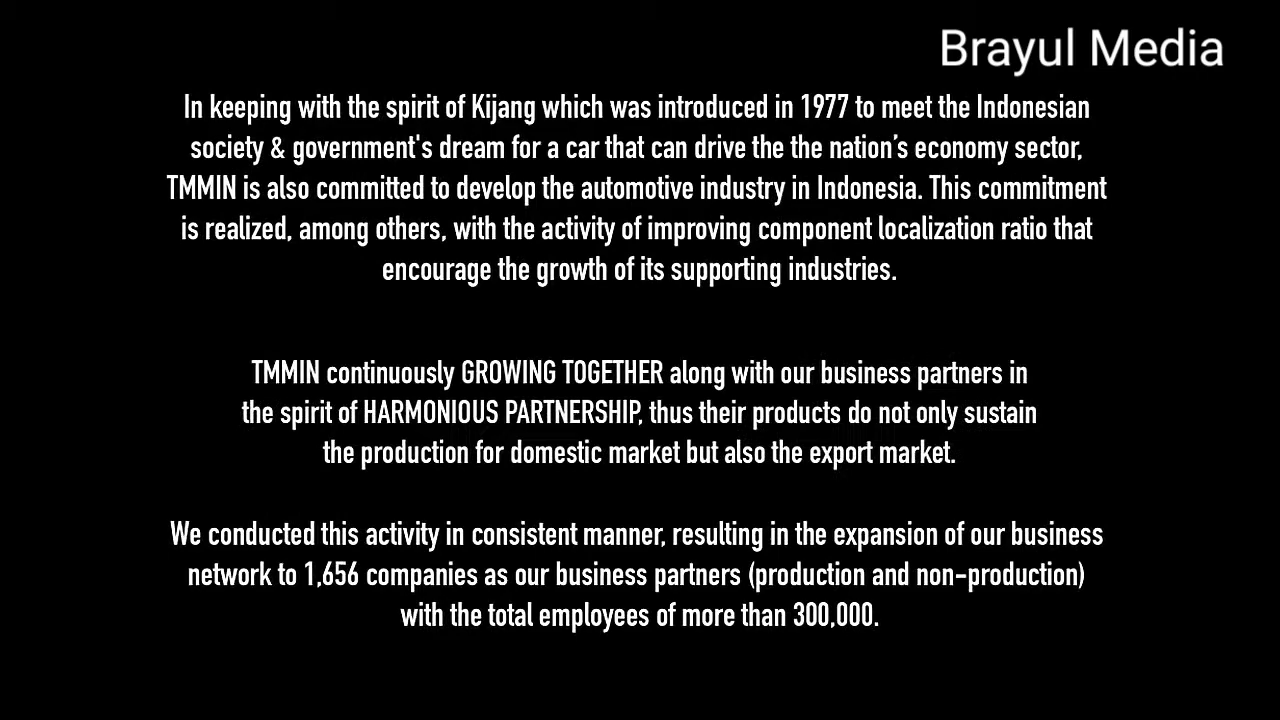 Brayul Media
In keeping with the spirit of Kijang which was introduced in 1977 to meet the Indonesian
society & government's dream for a car that can drive the the nation’s economy sector,
TMMIN is also committed to develop the automotive industry in Indonesia. This commitment
is realized, among others, with the activity of improving component localization ratio that
encourage the growth of its supporting industries.
TMMIN continuously GROWING TOGETHER along with our business partners in
the spirit of HARMONIOUS PARTNERSHIP, thus their products do not only sustain
the production for domestic market but also the export market.
We conducted this activity in consistent manner, resulting in the expansion of our business
network to 1,656 companies as our business partners (production and non-production)
with the total employees of more than 300,000.